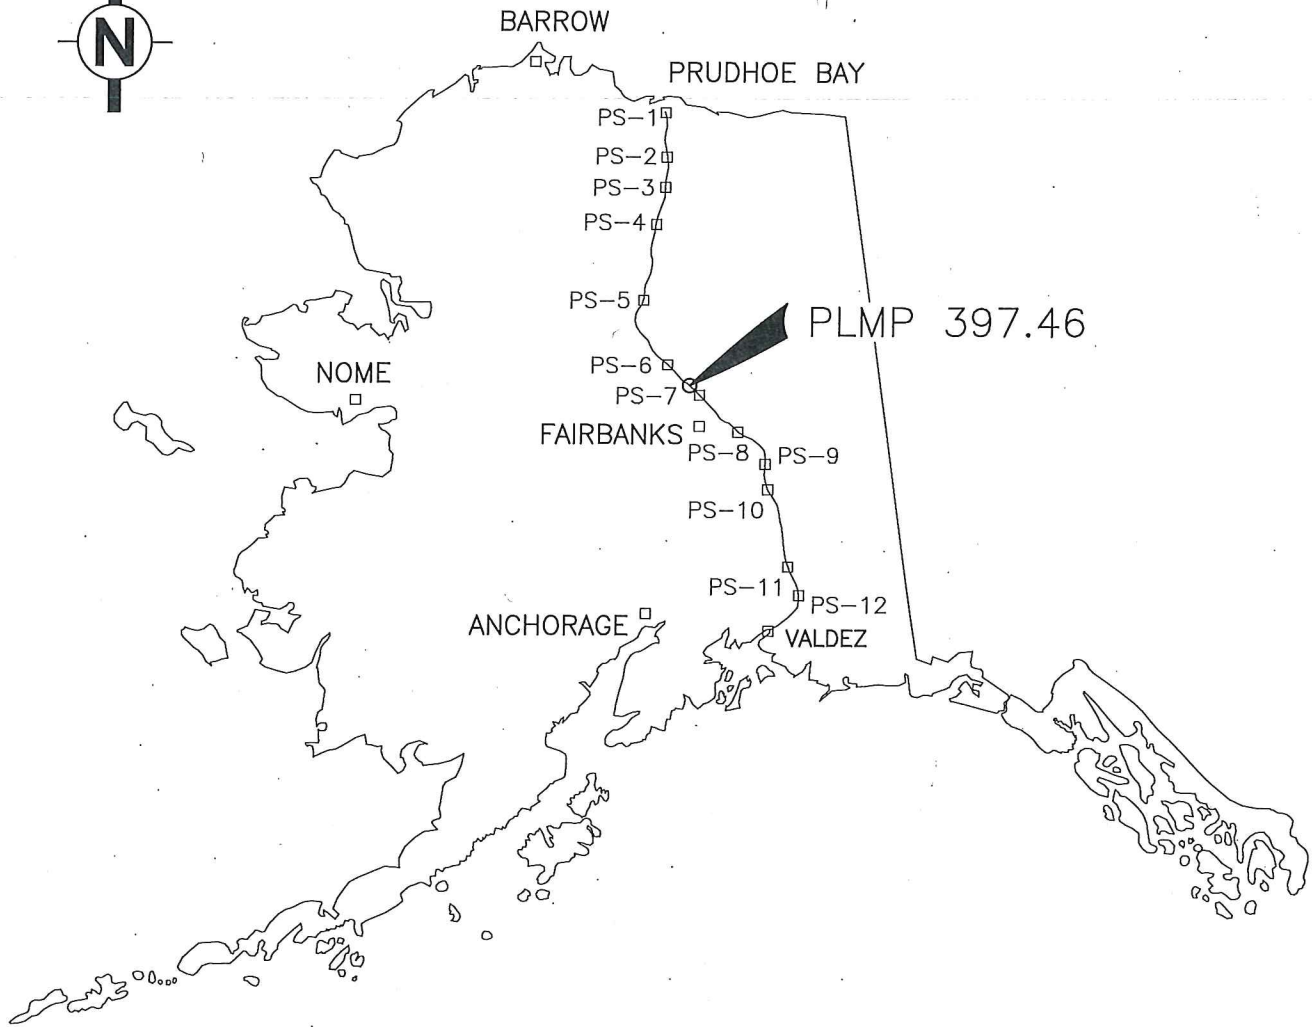 N
BARROW
PRUDHOE BAY
PS-1
PS-2
PS-3
PS-4
PS-5
PLMP 397.46
PS-6
NOME
PS-7
FAIRBANKS
PS-8
PS-9
PS-10
PS-11
PS-12
ANCHORAGE
VALDEZ